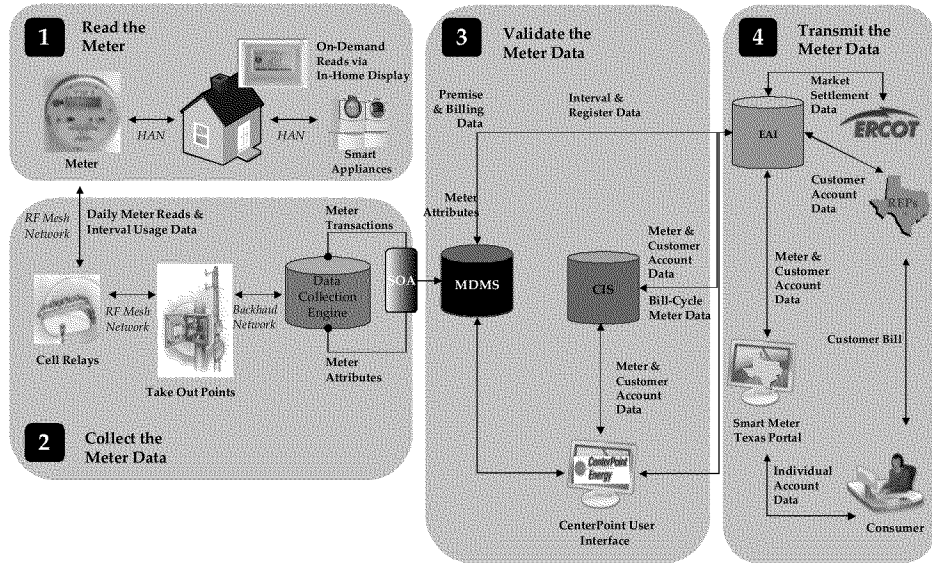 1
Read the
Meter
On-Demand
Reads via
In-Home Display
HAN
HAN
Meter
Smart
Appliances
RF Mesh
Network
Daily Meter Reads &
Interval Usage Data
Meter
Transactions
Data
Collection
Engine
SOA
RF Mesh
Network
Backhaul
Network
Cell Relays
Take Out Points
Meter
Attributes
2
Collect the
Meter Data
3
Validate the
Meter Data
Premise
& Billing
Data
Interval &
Register Data
Meter
Attributes
MDMS
CIS
Meter &
Customer
Account
Data
Bill-Cycle
Meter Data
Meter &
Customer
Account
Data
CenterPoint
Energy
CenterPoint User
Interface
4
Transmit the
Meter Data
Market
Settlement
Data
EAI
ERCOT
Customer
Account
Data
REPs
Meter &
Customer
Account
Data
Customer Bill
Smart Meter
Texas Portal
Individual
Account
Data
Consumer